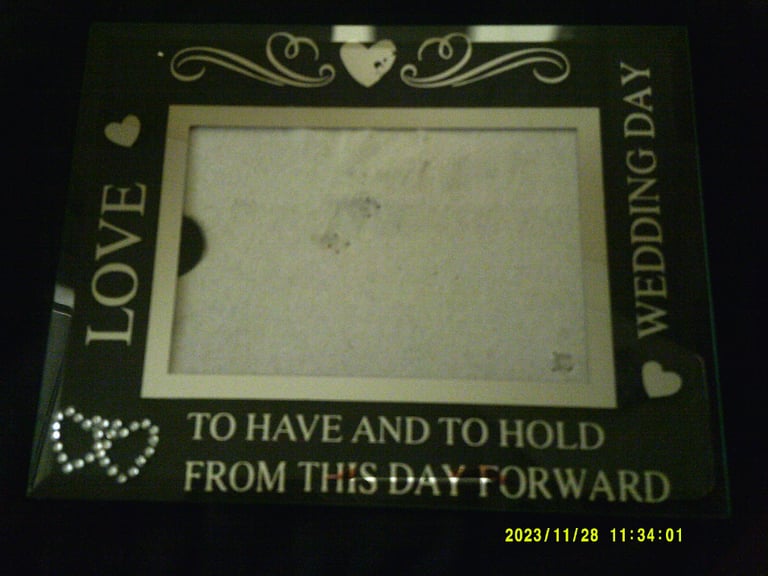 LOVE
WEDDING DAY
TO HAVE AND TO HOLD
FROM THIS DAY FORWARD
2023/11/28 11:34:01